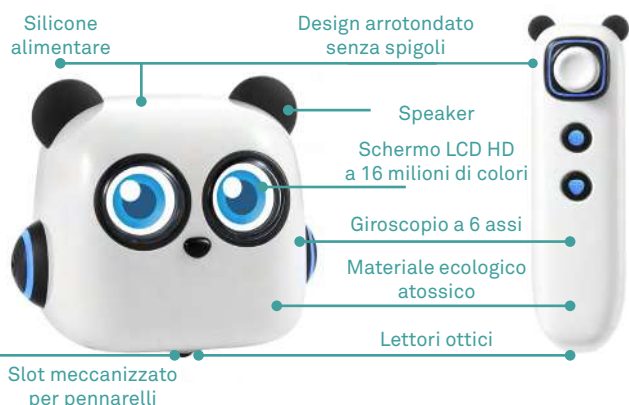 Silicone
alimentare
Design arrotondato
senza spigoli
Speaker
Schermo LCD HD
a 16 milioni di colori
Giroscopio a 6 assi
Materiale ecologico
atossico
Lettori ottici
Slot meccanizzato
per pennarelli